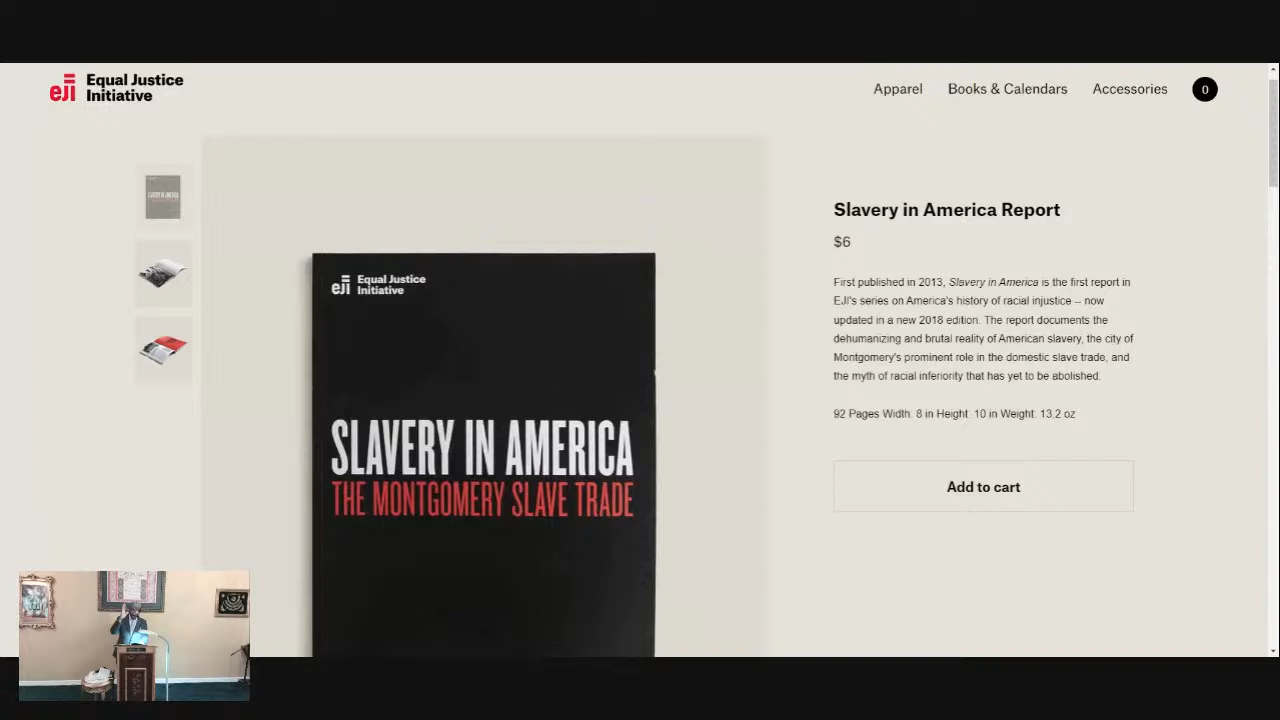 Equal Justice
Initiative
eji
Apparel
Books & Calendars
Accessories
0
SLAVERY IN AMERICA
Equal Justice
Initiative
eji
SLAVERY IN AMERICA
THE MONTGOMERY SLAVE TRADE
Slavery in America Report
$6
First published in 2013, Slavery in America is the first report in
EJI's series on America's history of racial injustice -- now
updated in a new 2018 edition. The report documents the
dehumanizing and brutal reality of American slavery, the city of
Montgomery's prominent role in the domestic slave trade, and
the myth of racial inferiority that has yet to be abolished.
92 Pages Width: 8 in Height: 10 in Weight: 13.2 oz
Add to cart